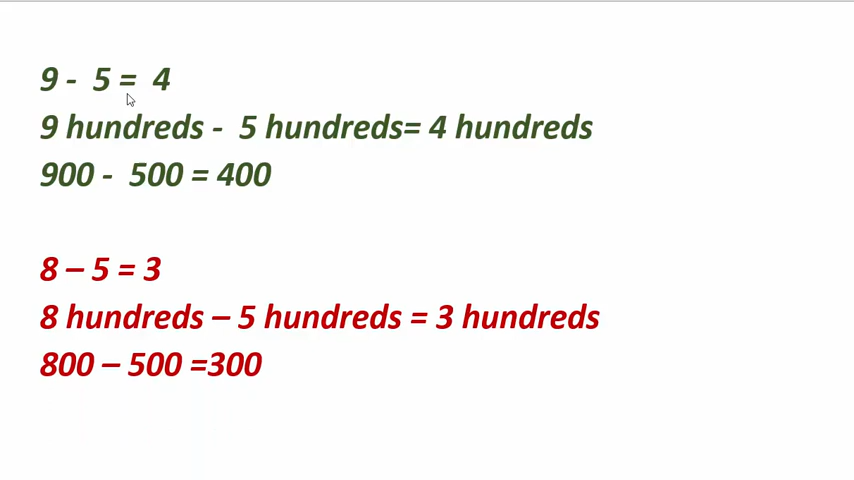 9 - 5 = 4
9 hundreds - 5 hundreds= 4 hundreds
900 - 500 = 400
8 – 5 = 3
8 hundreds – 5 hundreds = 3 hundreds
800 – 500 =300